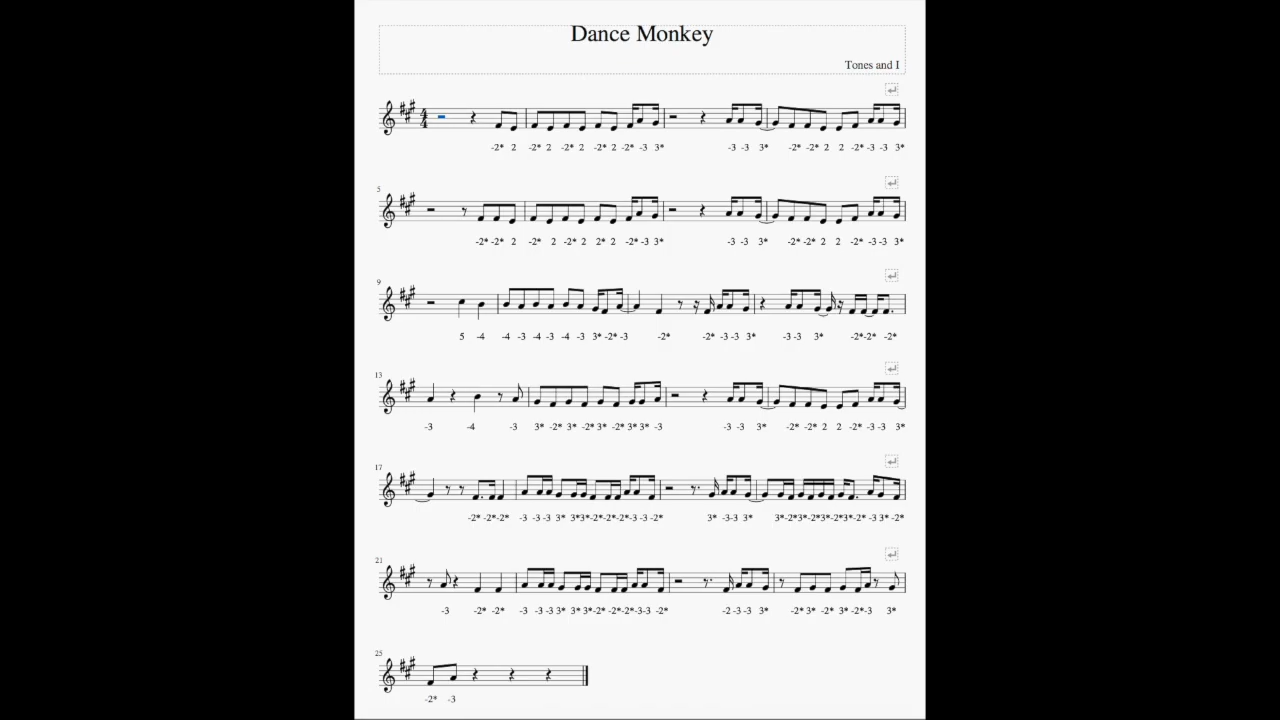 Dance Monkey
Tones and I
-2* 2 -2* 2 -2* 2 -2* 2 -2* -3 3* -3 -3 3* -2* -2* 2 2 -2* -3 -3 3*
5
-2* -2* 2 -2* 2 -2* 2 2* 2 -2* -3 3* -3 -3 3* -2* -2* 2 2 -2* -3 -3 3*
9
5 -4 -4 -3 -4 -3 -4 -3 3* -2* -3 -2* -2* -3 -3 3* -3 -3 3* -2* -2* -2*
13
-3 -4 -3 3* -2* 3* -2* 3* -2* 3* 3* -3 -3 -3 3* -2* -2* 2 2 -2* -3 -3 3*
17
-2* -2* -2* -3 -3 -3 3* 3* 3* -2* -2* -2* -3 -3 -2* 3* -3 -3 3* 3* -2* 3* -2* 3* -2* 3* -2* -3 3* -2*
21
-3 -2* -2* -3 -3 -3 3* 3* 3* -2* -2* -2* -3 -3 -2* -2 -3 -3 3* -2* 3* -2* 3* -2* -3 3*
25
-2* -3